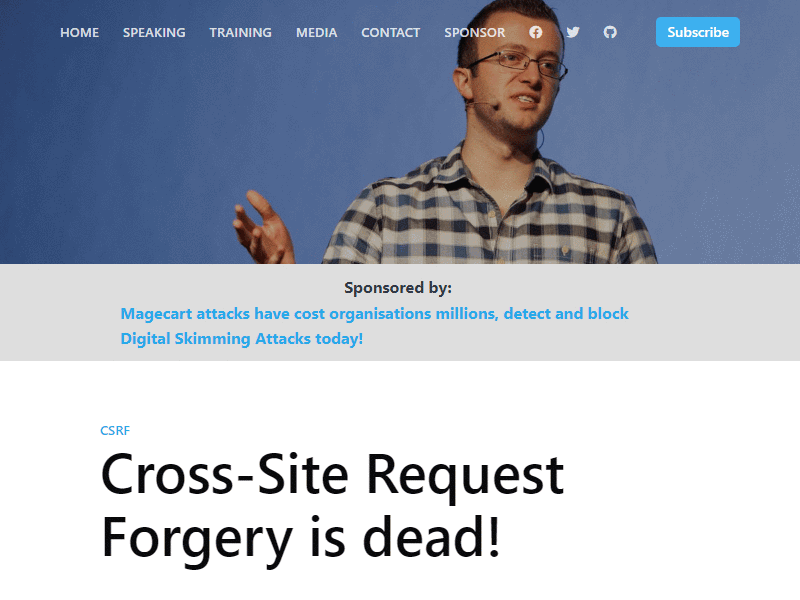 HOME SPEAKING TRAINING MEDIA CONTACT SPONSOR Subscribe
Sponsored by:
Magecart attacks have cost organisations millions, detect and block
Digital Skimming Attacks today!
CSRF
Cross-Site Request
Forgery is dead!